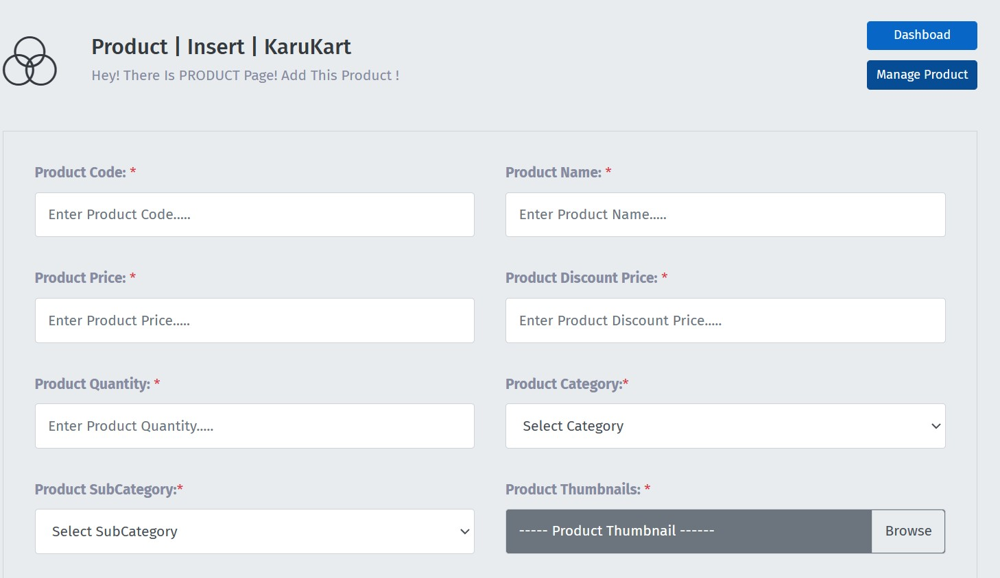 Product | Insert | KaruKart
Hey! There Is PRODUCT Page! Add This Product !
Dashboad
Manage Product
Product Code: *
Enter Product Code.....
Product Name: *
Enter Product Name.....
Product Price: *
Enter Product Price.....
Product Discount Price: *
Enter Product Discount Price.....
Product Quantity: *
Enter Product Quantity.....
Product Category:*
Select Category
Product SubCategory:*
Select SubCategory
Product Thumbnails: *
----- Product Thumbnail ------
Browse